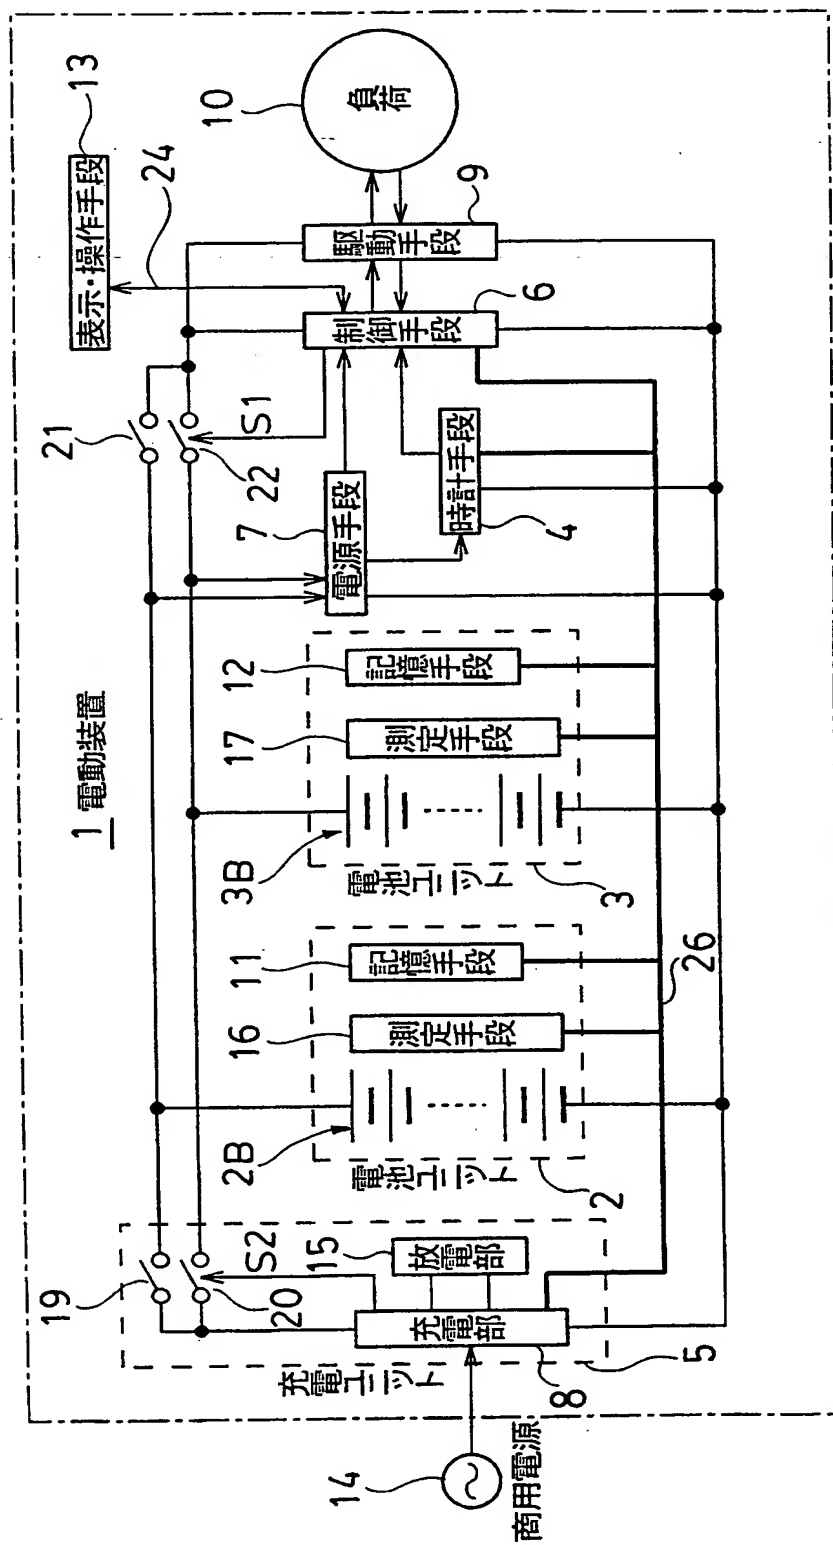 1 電動装置
表示・操作手段
13
24
負荷
10
駆動手段
9
制御手段
6
21
22
S1
電源手段
7
時計手段
4
記憶手段
12
測定手段
17
3B
電池ユニット
3
記憶手段
11
測定手段
16
2B
電池ユニット
2
26
19
20
S2
放電部
15
充電部
8
充電ユニット
5
14
商用電源